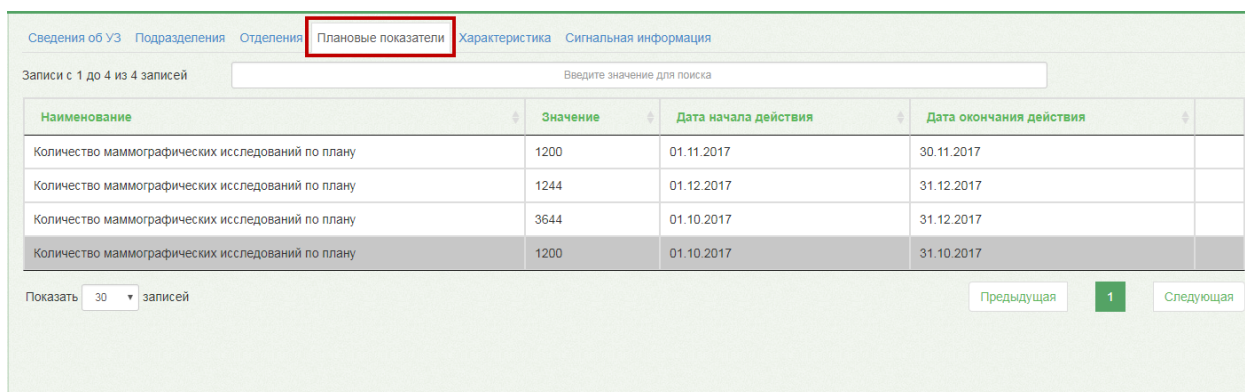 Сведения об УЗ Подразделения Отделения Плановые показатели Характеристика Сигнальная информация
Записи с 1 до 4 из 4 записей Введите значение для поиска
Наименование Значение Дата начала действия Дата окончания действия
Количество маммографических исследований по плану 1200 01.11.2017 30.11.2017
Количество маммографических исследований по плану 1244 01.12.2017 31.12.2017
Количество маммографических исследований по плану 3644 01.10.2017 31.12.2017
Количество маммографических исследований по плану 1200 01.10.2017 31.10.2017
Показать 30 записей Предыдущая 1 Следующая